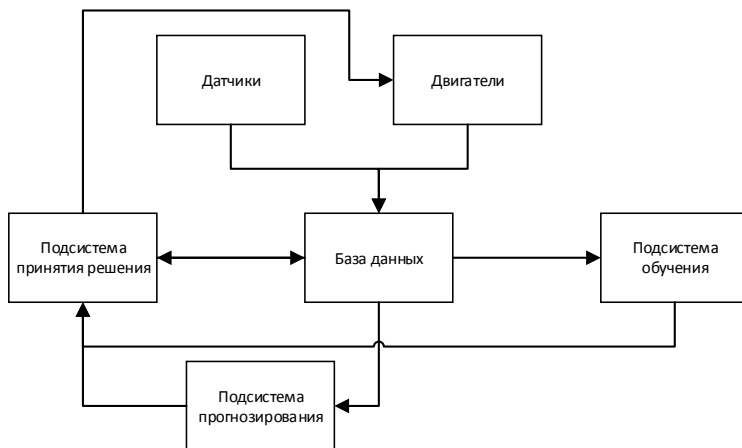 Датчики
Двигатели
Подсистема
принятия решения
База данных
Подсистема
обучения
Подсистема
прогнозирования